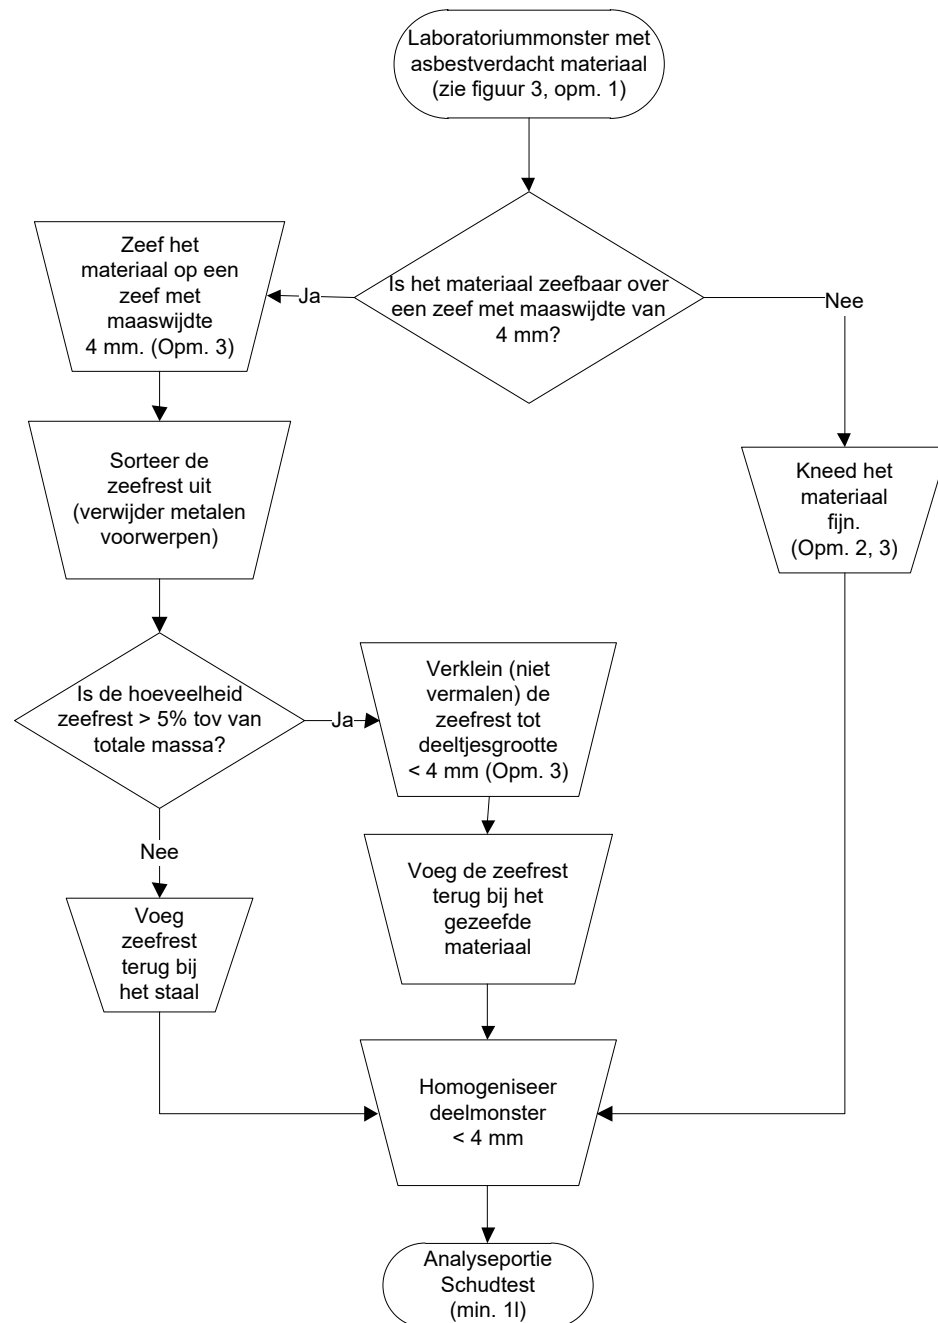 Laboratoriummonster met
asbestverdacht materiaal
(zie figuur 3, opm. 1)
Zeef het
materiaal op een
zeef met
maaswijdte
4 mm. (Opm. 3)
Ja
Is het materiaal zeefbaar over
een zeef met maaswijdte van
4 mm?
Nee
Sorteer de
zeefrest uit
(verwijder metalen
voorwerpen)
Kneed het
materiaal
fijn.
(Opm. 2, 3)
Is de hoeveelheid
zeefrest > 5% tov van
totale massa?
Ja
Verklein (niet
vermalen) de
zeefrest tot
deeltjesgrootte
< 4 mm (Opm. 3)
Nee
Voeg
zeefrest
terug bij
het staal
Voeg de zeefrest
terug bij het
gezeefde
materiaal
Homogeniseer
deelmonster
< 4 mm
Analyseportie
Schudtest
(min. 1l)